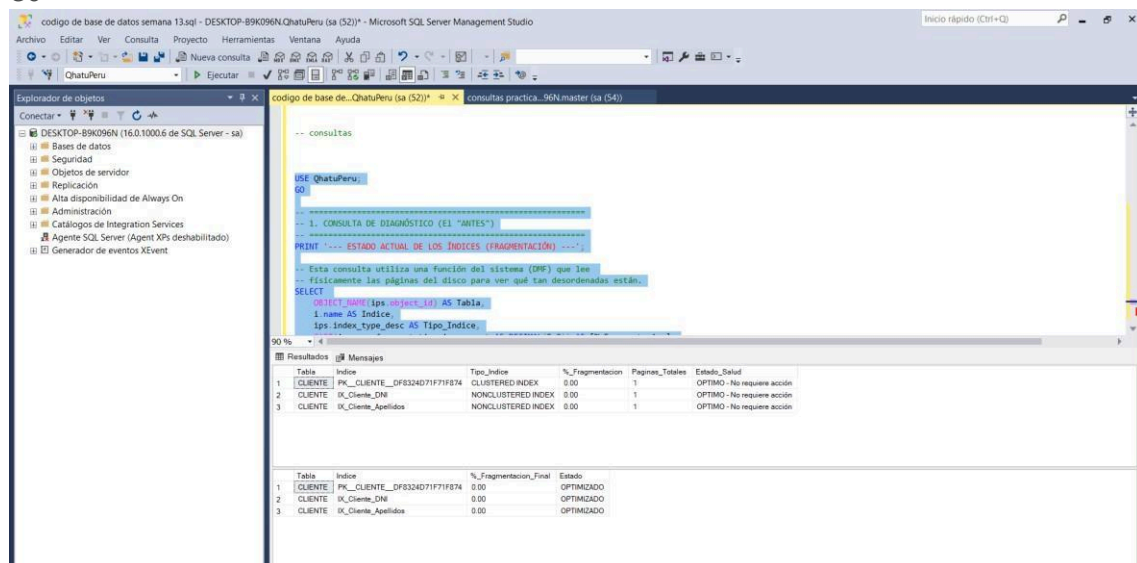 codigo de base de datos semana 13.sql - DESKTOP-B9K096N.QhatuPeru (sa (52))* - Microsoft SQL Server Management Studio
Inicio rápido (Ctrl+Q)
Archivo Editar Ver Consulta Proyecto Herramientas Ventana Ayuda
Nueva consulta
QhatuPeru
Ejecutar
Explorador de objetos
codigo de base de...QhatuPeru (sa (52))*
consultas practica...96N.master (sa (54))
Conectar
DESKTOP-B9K096N (16.0.1000.6 de SQL Server - sa)
Bases de datos
Seguridad
Objetos de servidor
Replicación
Alta disponibilidad de Always On
Administración
Catálogos de Integration Services
Agente SQL Server (Agent XPs deshabilitado)
Generador de eventos XEvent
-- consultas
USE QhatuPeru;
GO
-- ============================================================
-- 1. CONSULTA DE DIAGNÓSTICO (El "ANTES")
-- ============================================================
PRINT '--- ESTADO ACTUAL DE LOS ÍNDICES (FRAGMENTACIÓN) ---';
-- Esta consulta utiliza una función del sistema (DMF) que lee
-- físicamente las páginas del disco para ver qué tan desordenadas están.
SELECT
OBJECT_NAME(ips.object_id) AS Tabla,
i.name AS Indice,
ips.index_type_desc AS Tipo_Indice,
90 %
Resultados Mensajes
Tabla Indice Tipo_Indice %_Fragmentacion Paginas_Totales Estado_Salud
1 CLIENTE PK__CLIENTE__DF8324D71F71F874 CLUSTERED INDEX 0.00 1 OPTIMO - No requiere acción
2 CLIENTE IX_Cliente_DNI NONCLUSTERED INDEX 0.00 1 OPTIMO - No requiere acción
3 CLIENTE IX_Cliente_Apellidos NONCLUSTERED INDEX 0.00 1 OPTIMO - No requiere acción
Tabla Indice %_Fragmentacion_Final Estado
1 CLIENTE PK__CLIENTE__DF8324D71F71F874 0.00 OPTIMIZADO
2 CLIENTE IX_Cliente_DNI 0.00 OPTIMIZADO
3 CLIENTE IX_Cliente_Apellidos 0.00 OPTIMIZADO